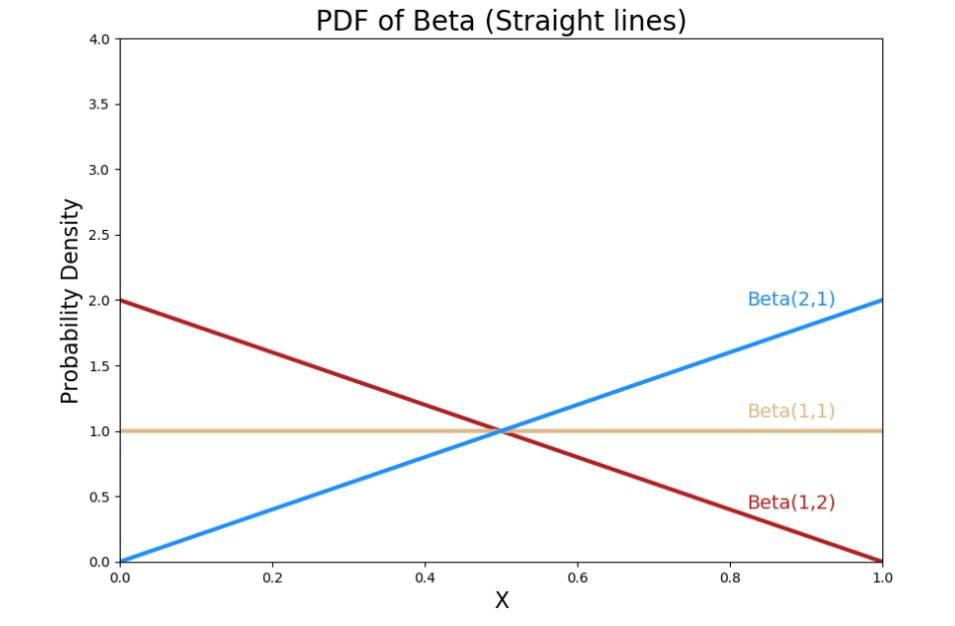 PDF of Beta (Straight lines)
4.0
3.5
3.0
2.5
2.0
1.5
1.0
0.5
0.0
Probability Density
Beta(2,1)
Beta(1,1)
Beta(1,2)
0.0 0.2 0.4 0.6 0.8 1.0
X